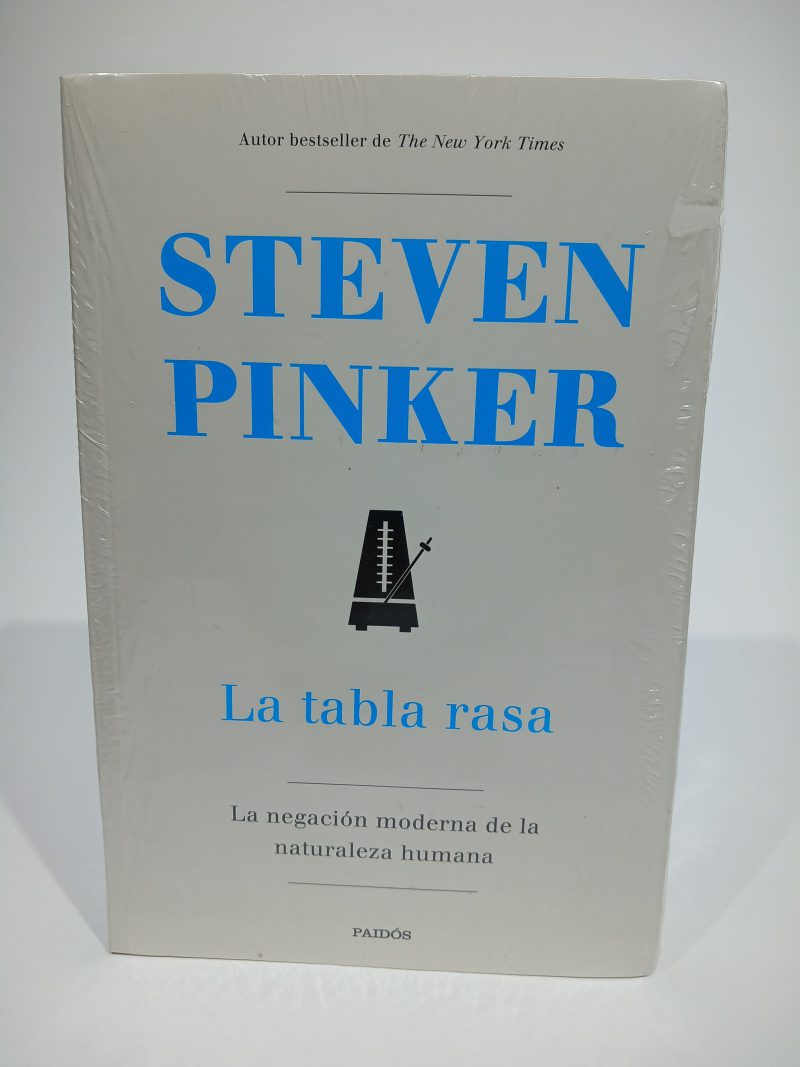 Autor bestseller de The New York Times
STEVEN
PINKER
La tabla rasa
La negación moderna de la
naturaleza humana
PAIDÓS